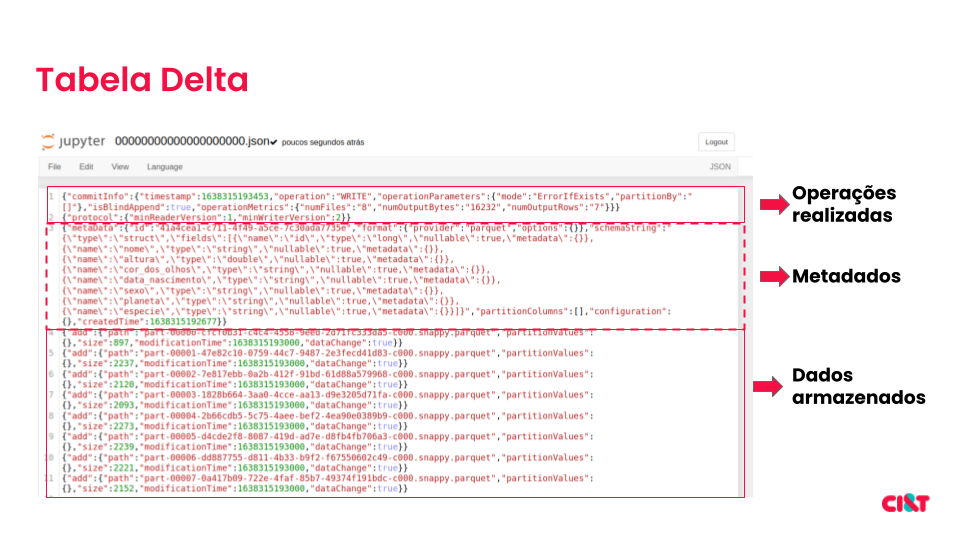 Tabela Delta
jupyter 00000000000000000000.json✔ poucos segundos atrás
Logout
File Edit View Language
JSON
1 {"commitInfo":{"timestamp":1638315193453,"operation":"WRITE","operationParameters":{"mode":"ErrorIfExists","partitionBy":"
[]"},"isBlindAppend":true,"operationMetrics":{"numFiles":"8","numOutputBytes":"16232","numOutputRows":"7"}}}
2 {"protocol":{"minReaderVersion":1,"minWriterVersion":2}}
3 {"metaData":{"id":"41a4cea1-c711-4f49-a5ce-7c30ada7735e","format":{"provider":"parquet","options":{}},"schemaString":"
{\"type\":\"struct\",\"fields\":[{\"name\":\"id\",\"type\":\"long\",\"nullable\":true,\"metadata\":{}},
{\"name\":\"nome\",\"type\":\"string\",\"nullable\":true,\"metadata\":{}},
{\"name\":\"altura\",\"type\":\"double\",\"nullable\":true,\"metadata\":{}},
{\"name\":\"cor_dos_olhos\",\"type\":\"string\",\"nullable\":true,\"metadata\":{}},
{\"name\":\"data_nascimento\",\"type\":\"string\",\"nullable\":true,\"metadata\":{}},
{\"name\":\"sexo\",\"type\":\"string\",\"nullable\":true,\"metadata\":{}},
{\"name\":\"planeta\",\"type\":\"string\",\"nullable\":true,\"metadata\":{}},
{\"name\":\"especie\",\"type\":\"string\",\"nullable\":true,\"metadata\":{}}]}","partitionColumns":[],"configuration":
{},"createdTime":1638315192677}}
4 {"add":{"path":"part-00000-cfcf0b31-c4c4-4558-9eed-2d71fc333da5-c000.snappy.parquet","partitionValues":
{},"size":897,"modificationTime":1638315193000,"dataChange":true}}
5 {"add":{"path":"part-00001-47e82c10-0759-44c7-9487-2e3fecd41d83-c000.snappy.parquet","partitionValues":
{},"size":2237,"modificationTime":1638315193000,"dataChange":true}}
6 {"add":{"path":"part-00002-7e817ebb-0a2b-412f-91bd-61d88a579968-c000.snappy.parquet","partitionValues":
{},"size":2120,"modificationTime":1638315193000,"dataChange":true}}
7 {"add":{"path":"part-00003-1828b664-3aa0-4cce-aa13-d9e3205d71fa-c000.snappy.parquet","partitionValues":
{},"size":2093,"modificationTime":1638315193000,"dataChange":true}}
8 {"add":{"path":"part-00004-2b66cdb5-5c75-4aee-bef2-4ea90e0389b9-c000.snappy.parquet","partitionValues":
{},"size":2273,"modificationTime":1638315193000,"dataChange":true}}
9 {"add":{"path":"part-00005-d4cde2f8-8087-419d-ad7e-d8fb4fb706a3-c000.snappy.parquet","partitionValues":
{},"size":2239,"modificationTime":1638315193000,"dataChange":true}}
10 {"add":{"path":"part-00006-dd887755-d811-4b33-b9f2-f67550602c49-c000.snappy.parquet","partitionValues":
{},"size":2221,"modificationTime":1638315193000,"dataChange":true}}
11 {"add":{"path":"part-00007-0a417b09-722e-4faf-85b7-49374f191bdc-c000.snappy.parquet","partitionValues":
{},"size":2152,"modificationTime":1638315193000,"dataChange":true}}
Operações
realizadas
Metadados
Dados
armazenados
CI&T